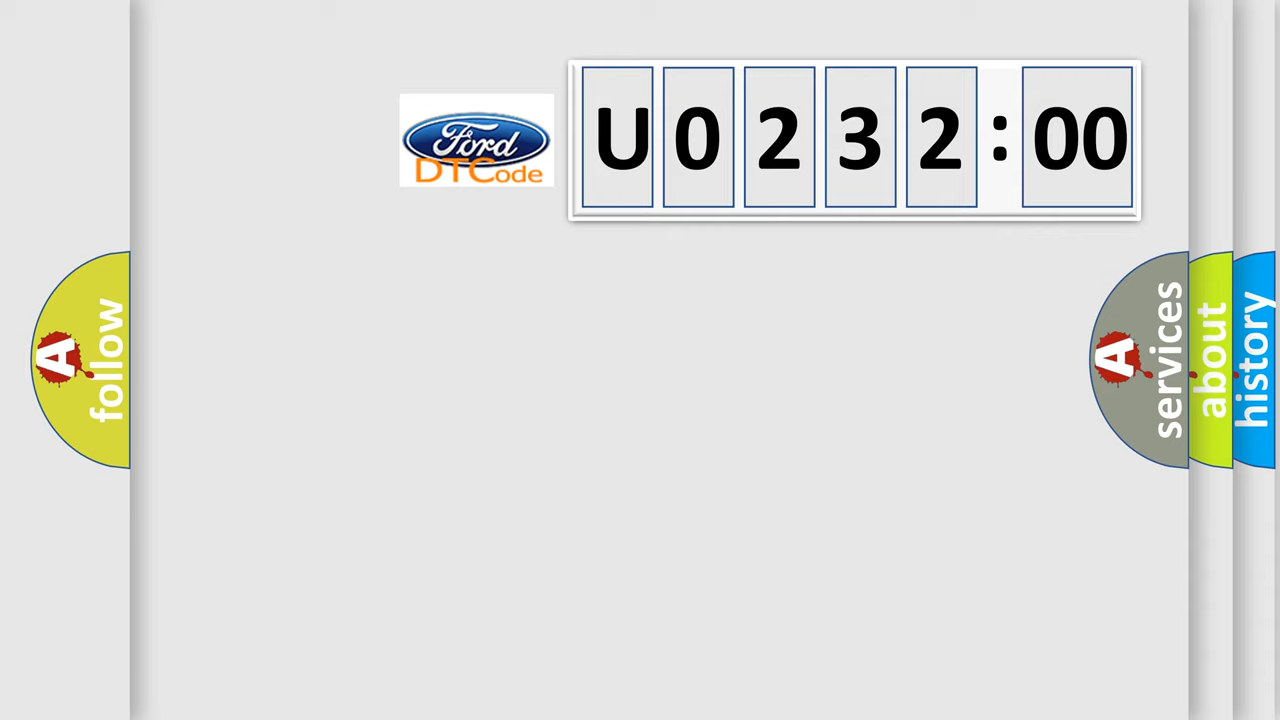 Ford
DTCode
U0232:00
A follow
A services
about
history